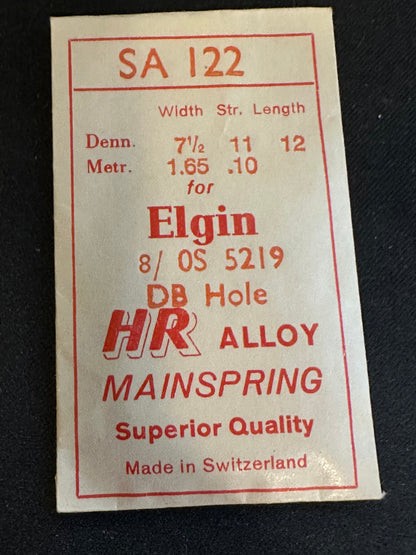 SA 122
Width Str. Length
Denn. 7½ 11 12
Metr. 1.65 .10
for
Elgin
8/ 0S 5219
DB Hole
HR ALLOY
MAINSPRING
Superior Quality
Made in Switzerland